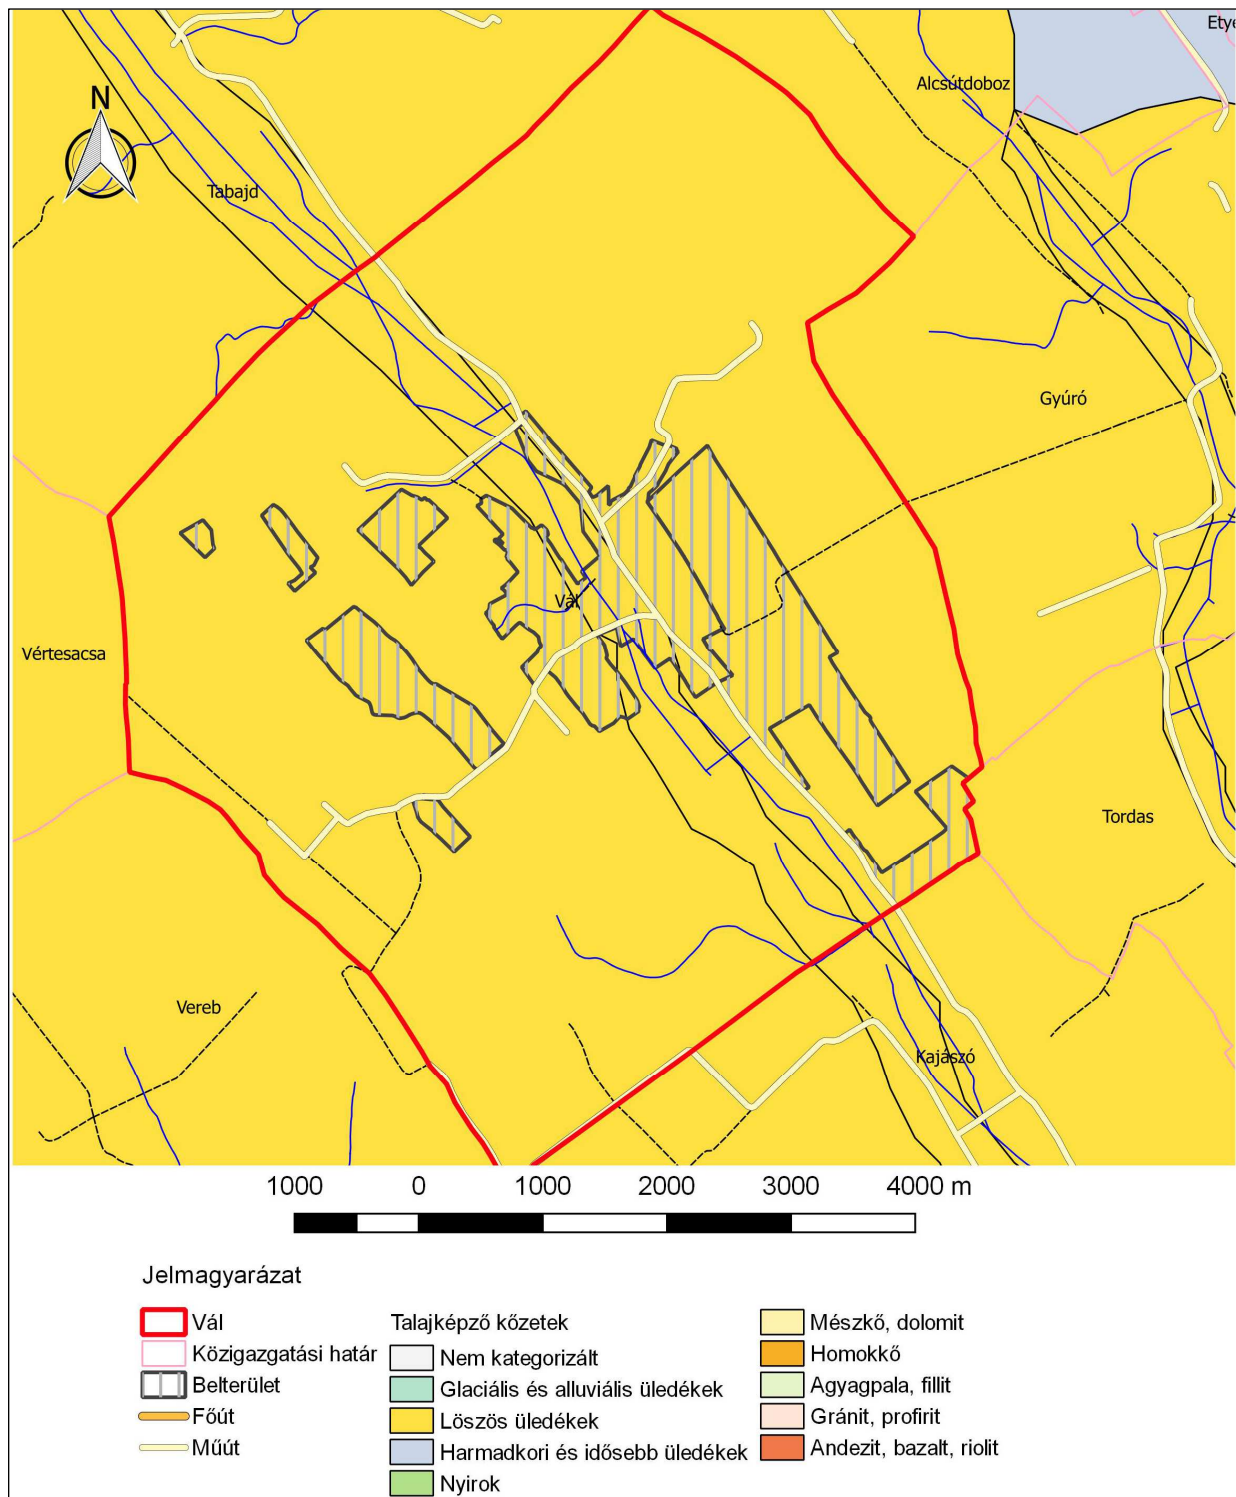 Etye
Alcsútdoboz
N
Tabajd
Gyúró
Vál
Vértesacsa
Tordas
Vereb
Kajászó
1000 0 1000 2000 3000 4000 m
Jelmagyarázat
Vál
Közigazgatási határ
Belterület
Főút
Műút
Talajképző kőzetek
Nem kategorizált
Glaciális és alluviális üledékek
Löszös üledékek
Harmadkori és idősebb üledékek
Nyirok
Mészkő, dolomit
Homokkő
Agyagpala, fillit
Gránit, profirit
Andezit, bazalt, riolit